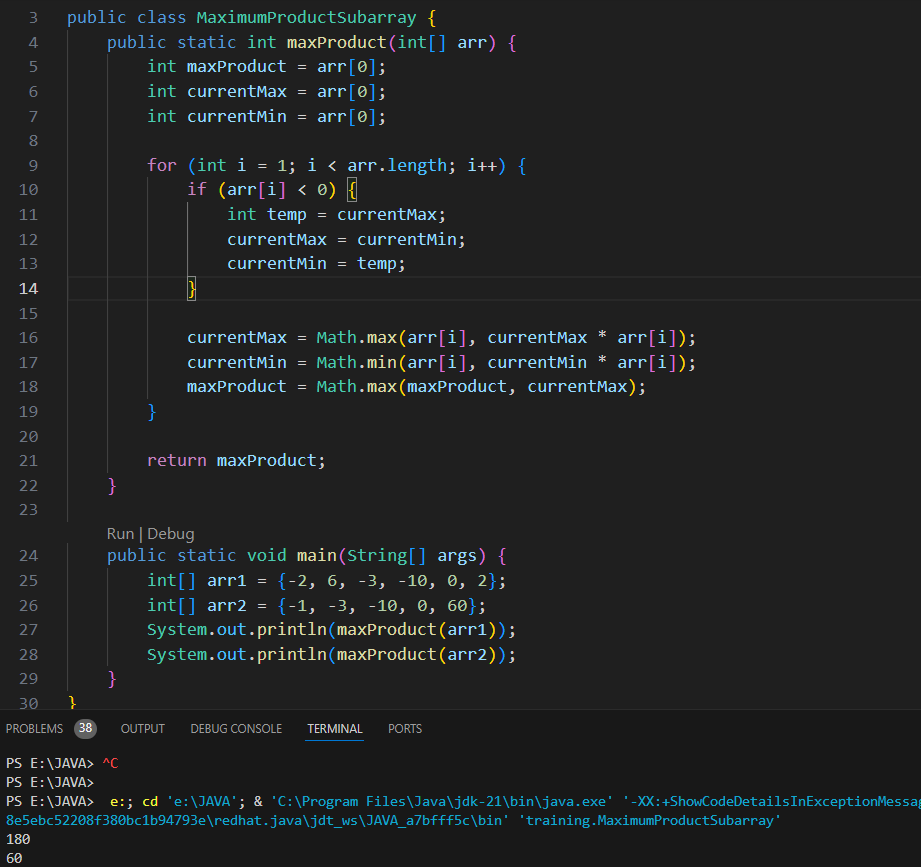 3 public class MaximumProductSubarray {
4 public static int maxProduct(int[] arr) {
5 int maxProduct = arr[0];
6 int currentMax = arr[0];
7 int currentMin = arr[0];
8
9 for (int i = 1; i < arr.length; i++) {
10 if (arr[i] < 0) {
11 int temp = currentMax;
12 currentMax = currentMin;
13 currentMin = temp;
14 }
15
16 currentMax = Math.max(arr[i], currentMax * arr[i]);
17 currentMin = Math.min(arr[i], currentMin * arr[i]);
18 maxProduct = Math.max(maxProduct, currentMax);
19 }
20
21 return maxProduct;
22 }
23
Run | Debug
24 public static void main(String[] args) {
25 int[] arr1 = {-2, 6, -3, -10, 0, 2};
26 int[] arr2 = {-1, -3, -10, 0, 60};
27 System.out.println(maxProduct(arr1));
28 System.out.println(maxProduct(arr2));
29 }
30 }
PROBLEMS 38 OUTPUT DEBUG CONSOLE TERMINAL PORTS
PS E:\JAVA> ^C
PS E:\JAVA>
PS E:\JAVA> e:; cd 'e:\JAVA'; & 'C:\Program Files\Java\jdk-21\bin\java.exe' '-XX:+ShowCodeDetailsInExceptionMessag
8e5ebc52208f380bc1b94793e\redhat.java\jdt_ws\JAVA_a7bfff5c\bin' 'training.MaximumProductSubarray'
180
60